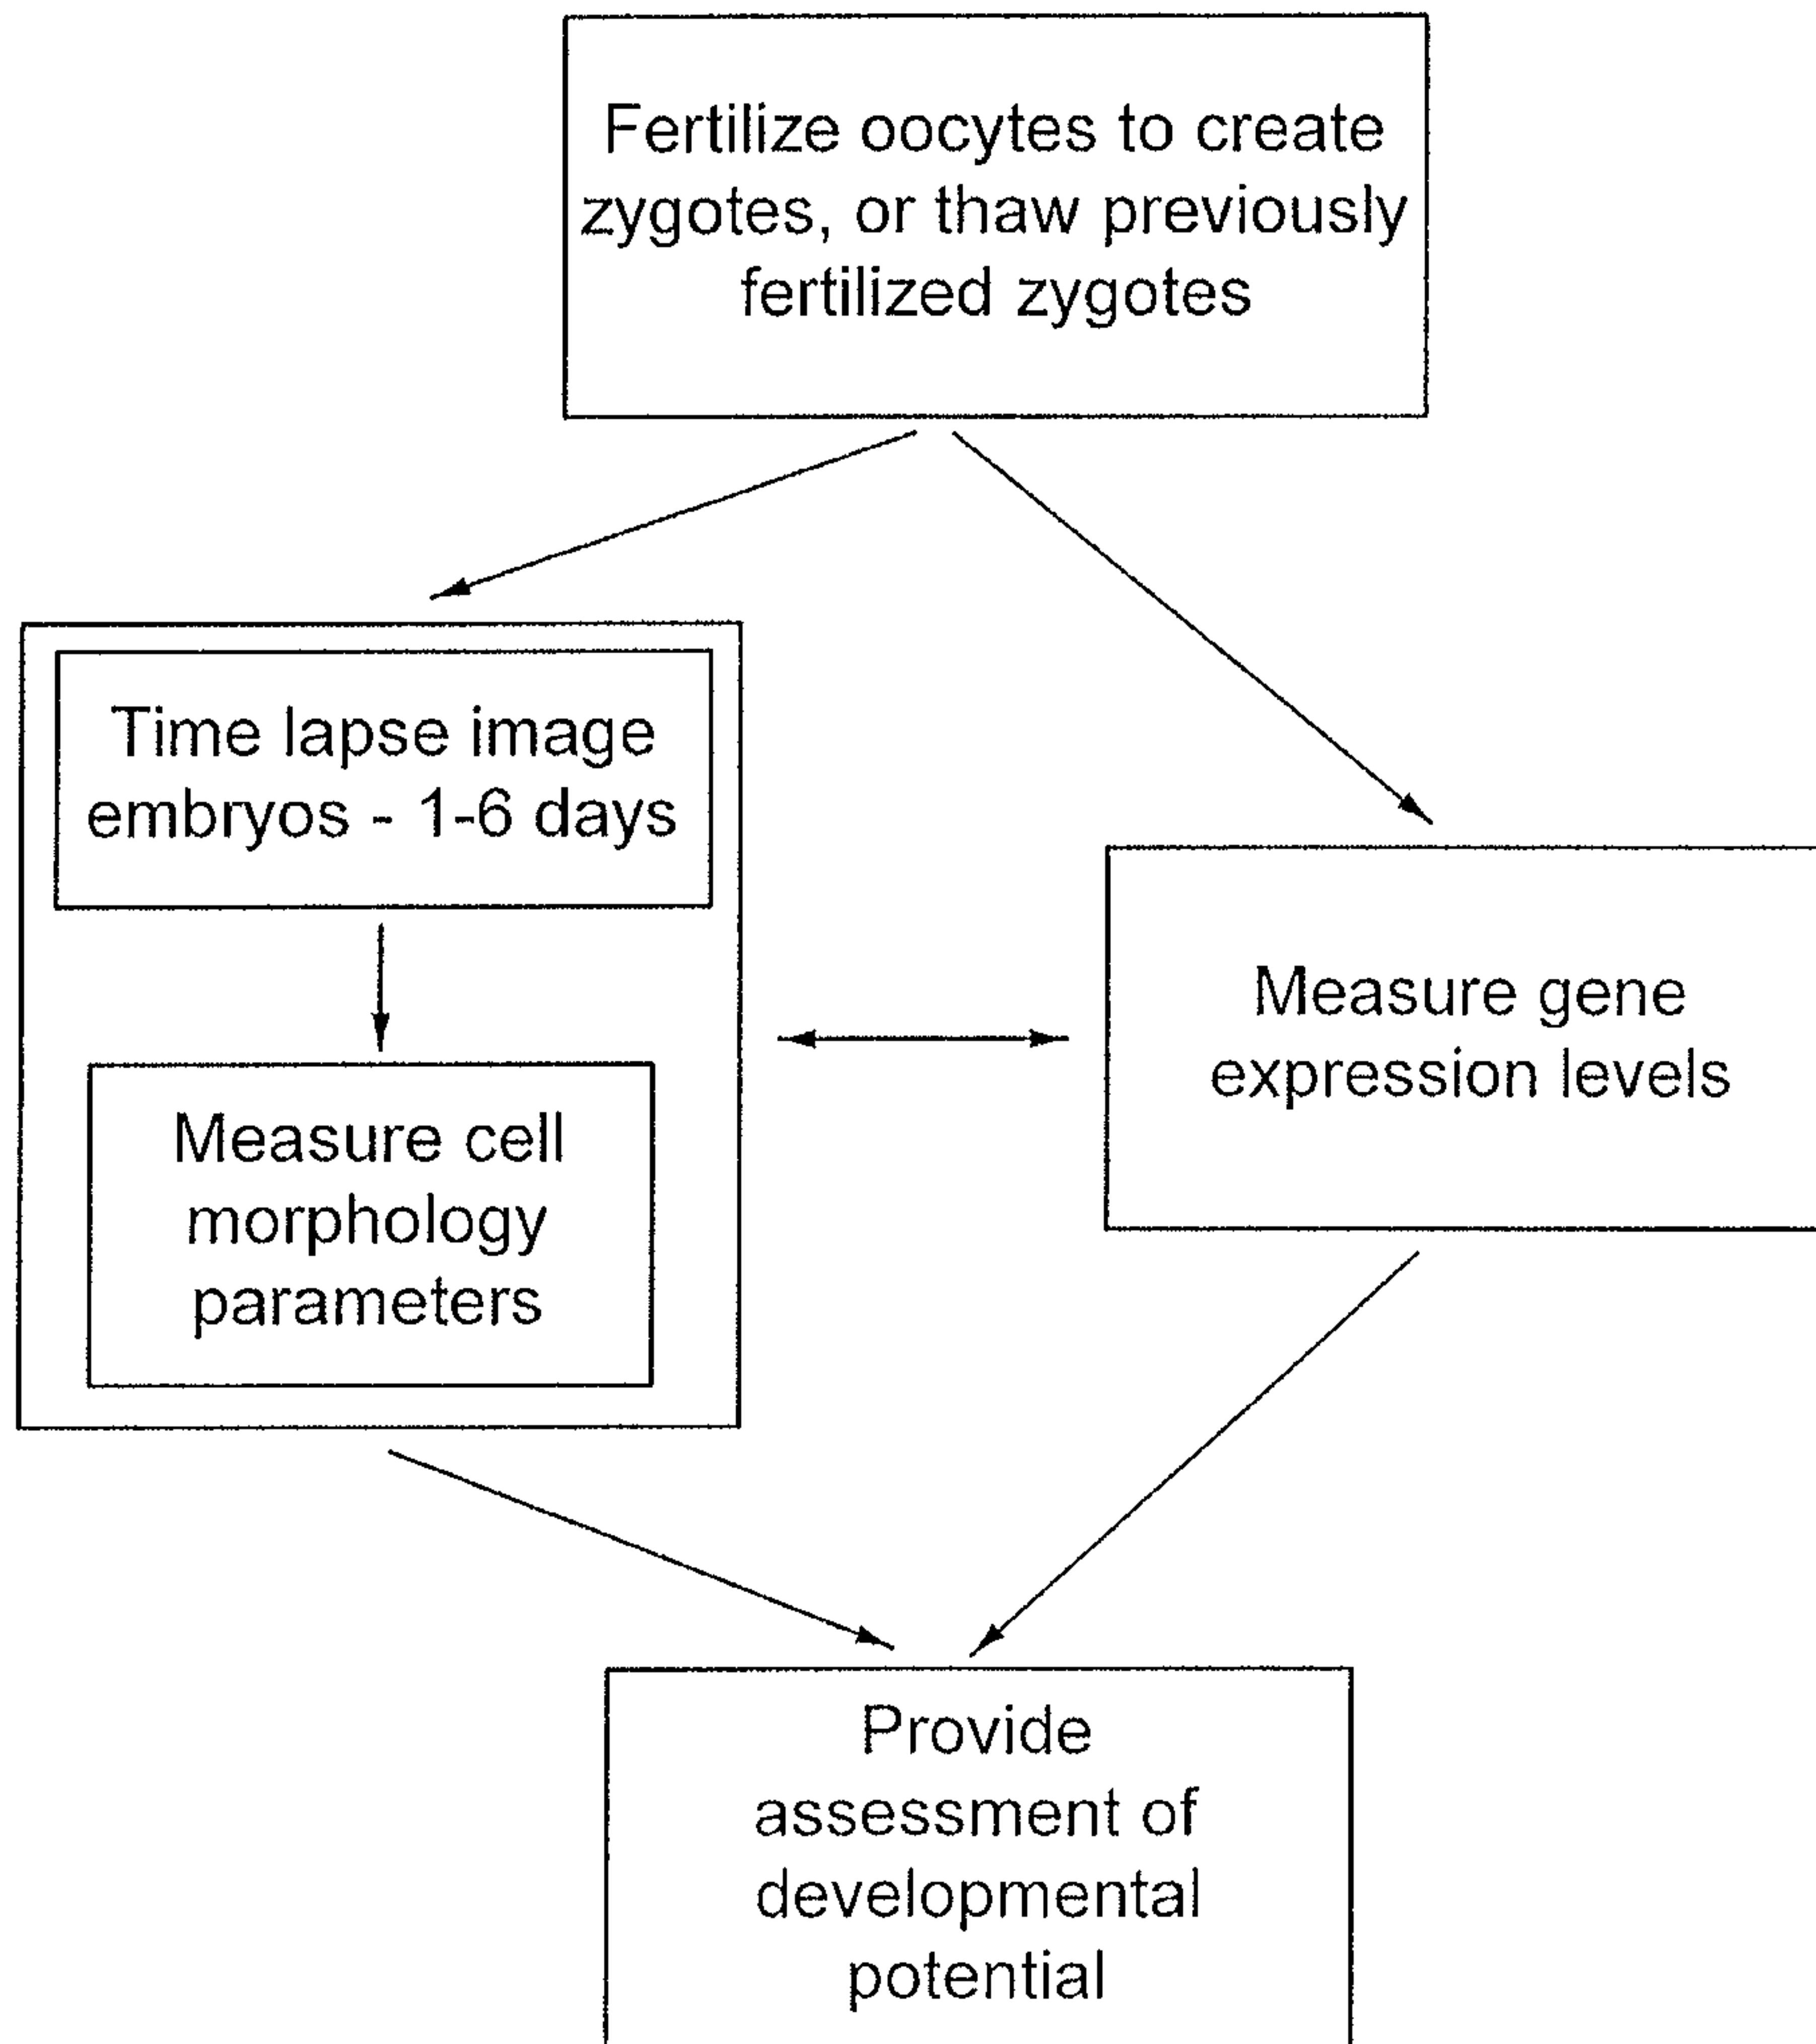 Fertilize oocytes to create
zygotes, or thaw previously
fertilized zygotes
Time lapse image
embryos - 1-6 days
Measure cell
morphology
parameters
Measure gene
expression levels
Provide
assessment of
developmental
potential